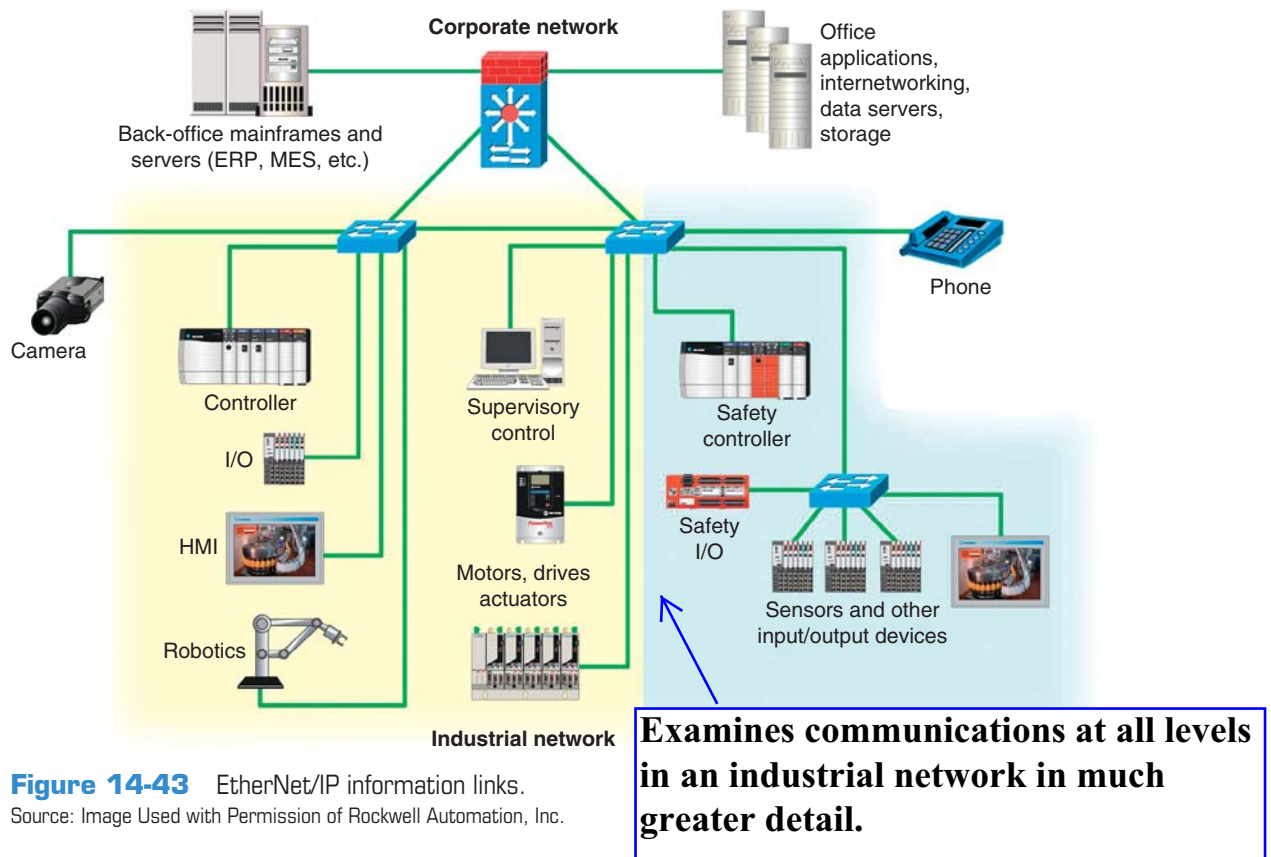 Corporate network
Office
applications,
internetworking,
data servers,
storage
Back-office mainframes and
servers (ERP, MES, etc.)
Camera
Phone
Controller
I/O
HMI
Robotics
Supervisory
control
Motors, drives
actuators
Safety
controller
Safety
I/O
Sensors and other
input/output devices
Industrial network
Examines communications at all levels
in an industrial network in much
greater detail.
Figure 14-43 EtherNet/IP information links.
Source: Image Used with Permission of Rockwell Automation, Inc.